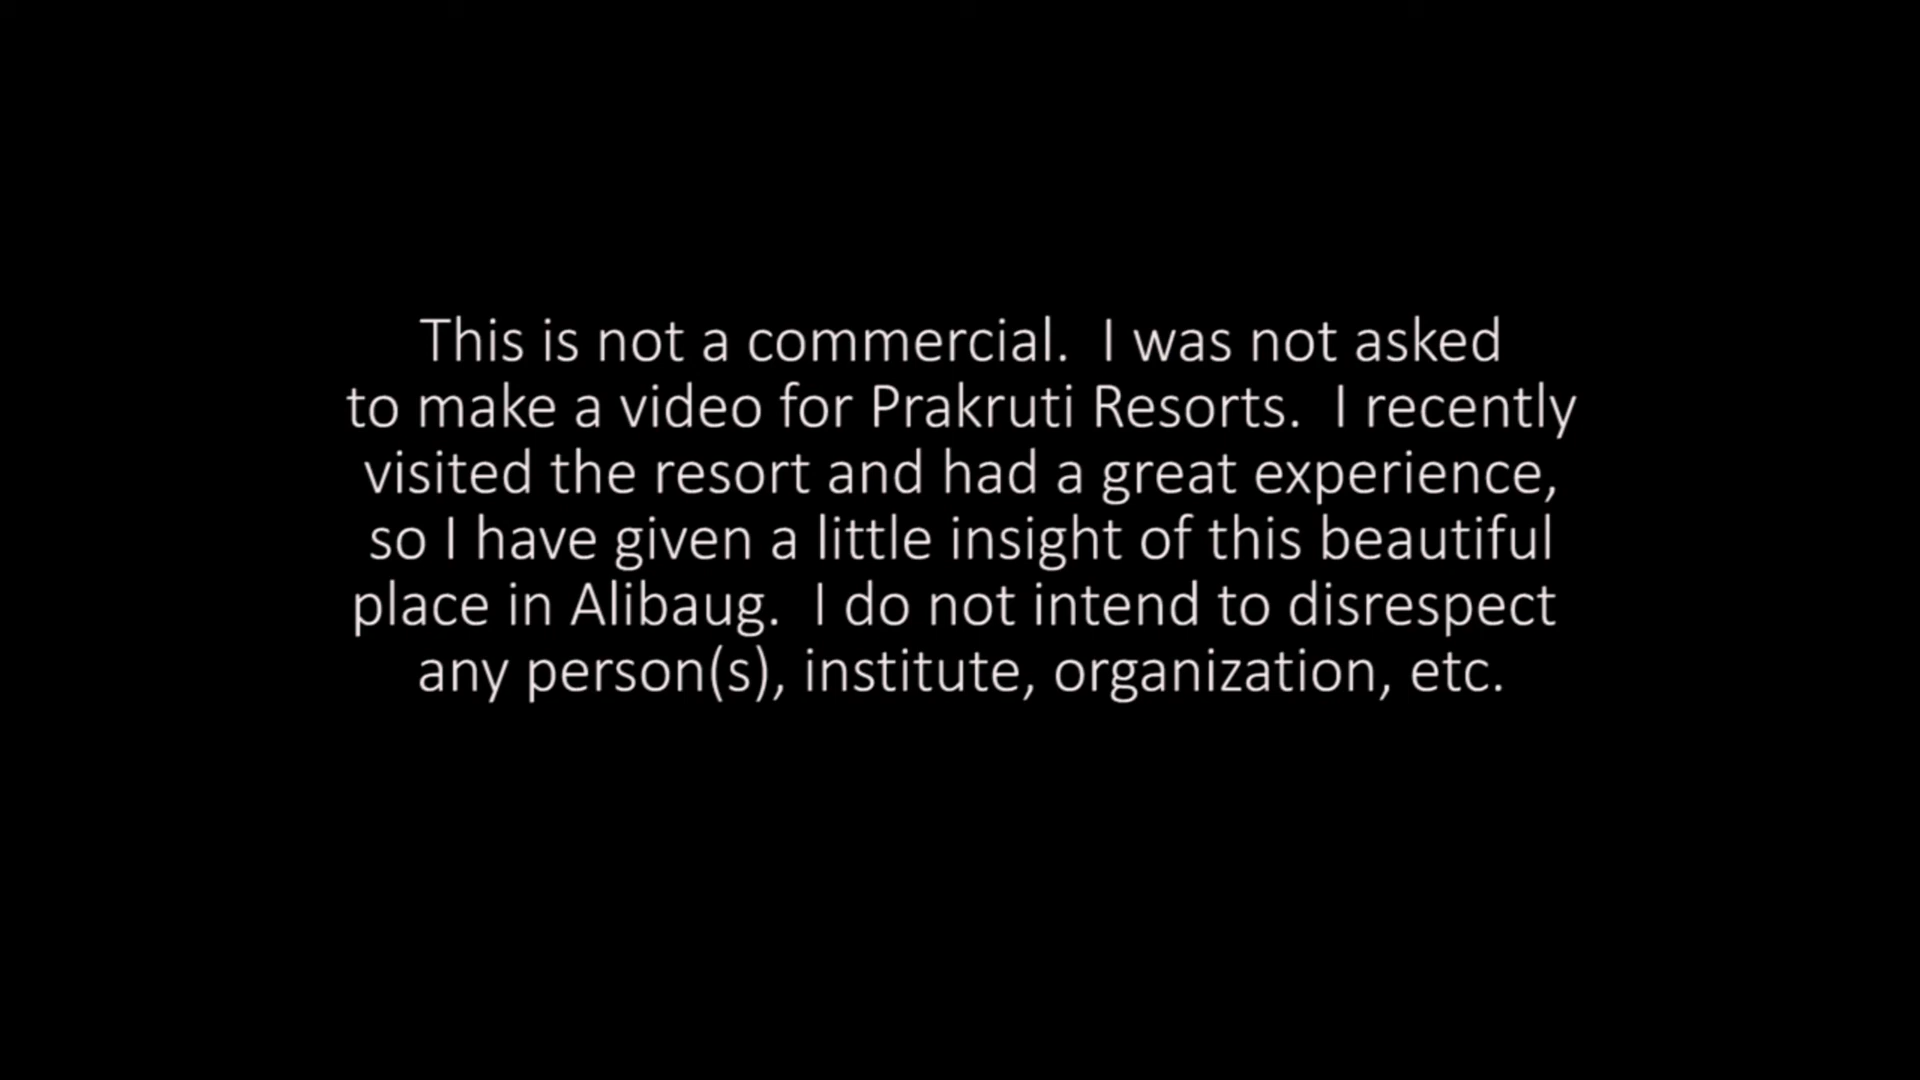 This is not a commercial.  I was not asked
to make a video for Prakruti Resorts.  I recently
visited the resort and had a great experience,
so I have given a little insight of this beautiful
place in Alibaug.  I do not intend to disrespect
any person(s), institute, organization, etc.